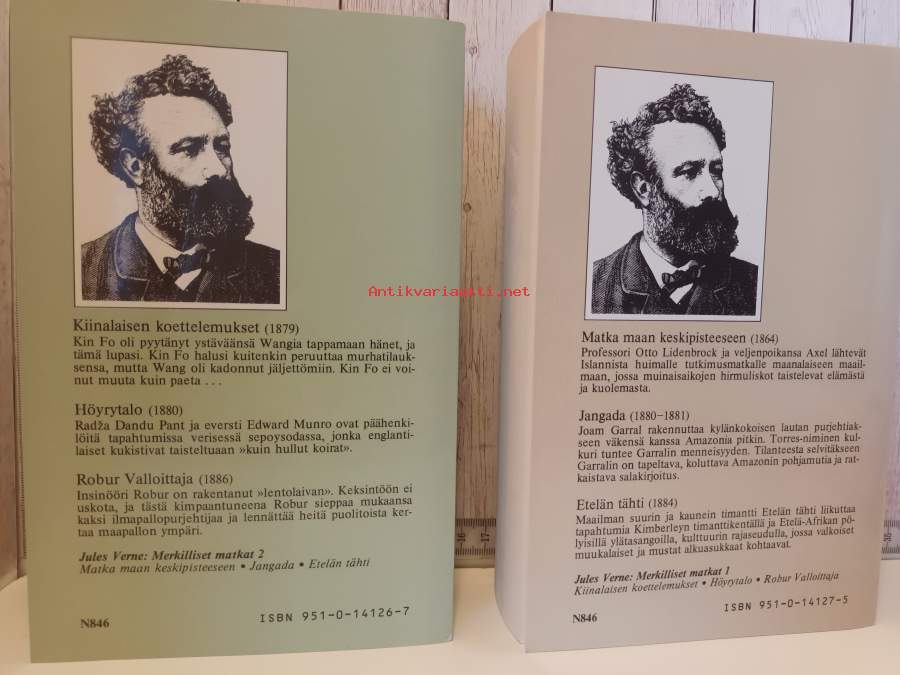 Kiinalaisen koettelemukset (1879)
Kin Fo oli pyytänyt ystäväänsä Wangia tappamaan hänet, ja
tämä lupasi. Kin Fo halusi kuitenkin peruuttaa murhatilauk-
sensa, mutta Wang oli kadonnut jäljettömiin. Kin Fo ei voi-
nut muuta kuin paeta . . .
Höyrytalo (1880)
Radža Dandu Pant ja eversti Edward Munro ovat päähenki-
löitä tapahtumissa verisessä sepoysodassa, jonka englanti-
laiset kukistivat taisteltuaan »kuin hullut koirat».
Robur Valloittaja (1886)
Insinööri Robur on rakentanut »lentolaivan». Keksintöön ei
uskota, ja tästä kimpaantuneena Robur sieppaa mukaansa
kaksi ilmapallopurjehtijaa ja lennättää heitä puolitoista ker-
taa maapallon ympäri.
Jules Verne: Merkilliset matkat 2
Matka maan keskipisteeseen • Jangada • Etelän tähti
N846
ISBN 951-0-14126-7
Matka maan keskipisteeseen (1864)
Professori Otto Lidenbrock ja veljenpoikansa Axel lähtevät
Islannista huimalle tutkimusmatkalle maanalaiseen maail-
maan, jossa muinaisaikojen hirmuliskot taistelevat elämästä
ja kuolemasta.
Jangada (1880–1881)
Joam Garral rakennuttaa kylänkokoisen lautan purjehtiak-
seen väkensä kanssa Amazonia pitkin. Torres-niminen kul-
kuri tuntee Garralin menneisyyden. Tilanteesta selvitäkseen
Garralin on tapeltava, koluttava Amazonin pohjamutia ja rat-
kaistava salakirjoitus.
Etelän tähti (1884)
Maailman suurin ja kaunein timantti Etelän tähti liikuttaa
tapahtumia Kimberleyn timanttikentällä ja Etelä-Afrikan pö-
lyisillä ylätasangoilla, kulttuurin rajaseudulla, jossa valkoiset
muukalaiset ja mustat alkuasukkaat kohtaavat.
Jules Verne: Merkilliset matkat 1
Kiinalaisen koettelemukset • Höyrytalo • Robur Valloittaja
N846
ISBN 951-0-14127-5
Antikvariaatti.net
16
17